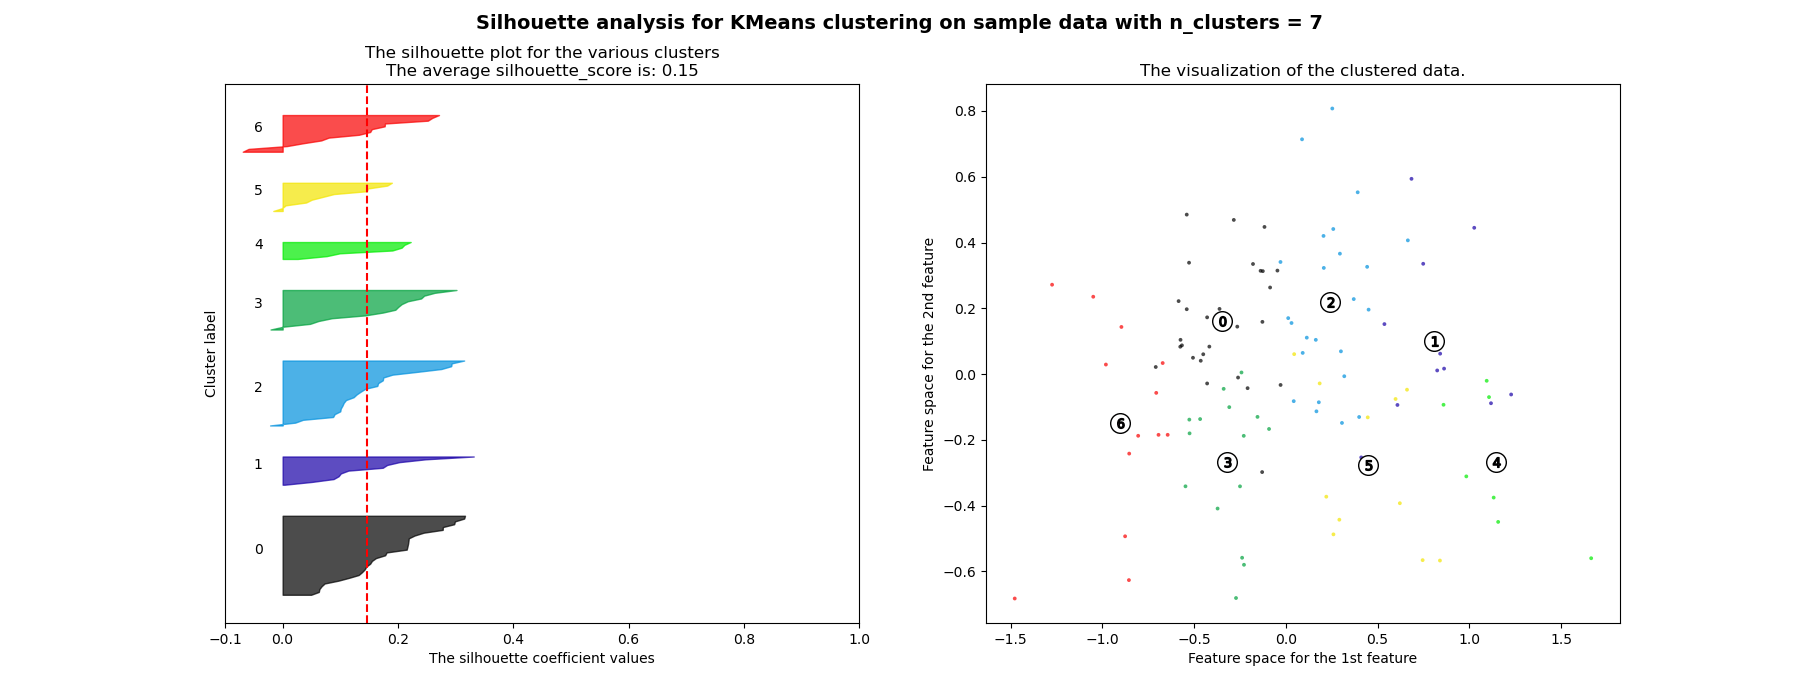 Silhouette analysis for KMeans clustering on sample data with n_clusters = 7
The silhouette plot for the various clusters
The average silhouette_score is: 0.15
6
5
4
3
2
1
0
Cluster label
−0.1 0.0 0.2 0.4 0.6 0.8 1.0
The silhouette coefficient values
The visualization of the clustered data.
0.8
0.6
0.4
0.2
0.0
−0.2
−0.4
−0.6
Feature space for the 2nd feature
2
0
1
6
3
5
4
−1.5 −1.0 −0.5 0.0 0.5 1.0 1.5
Feature space for the 1st feature